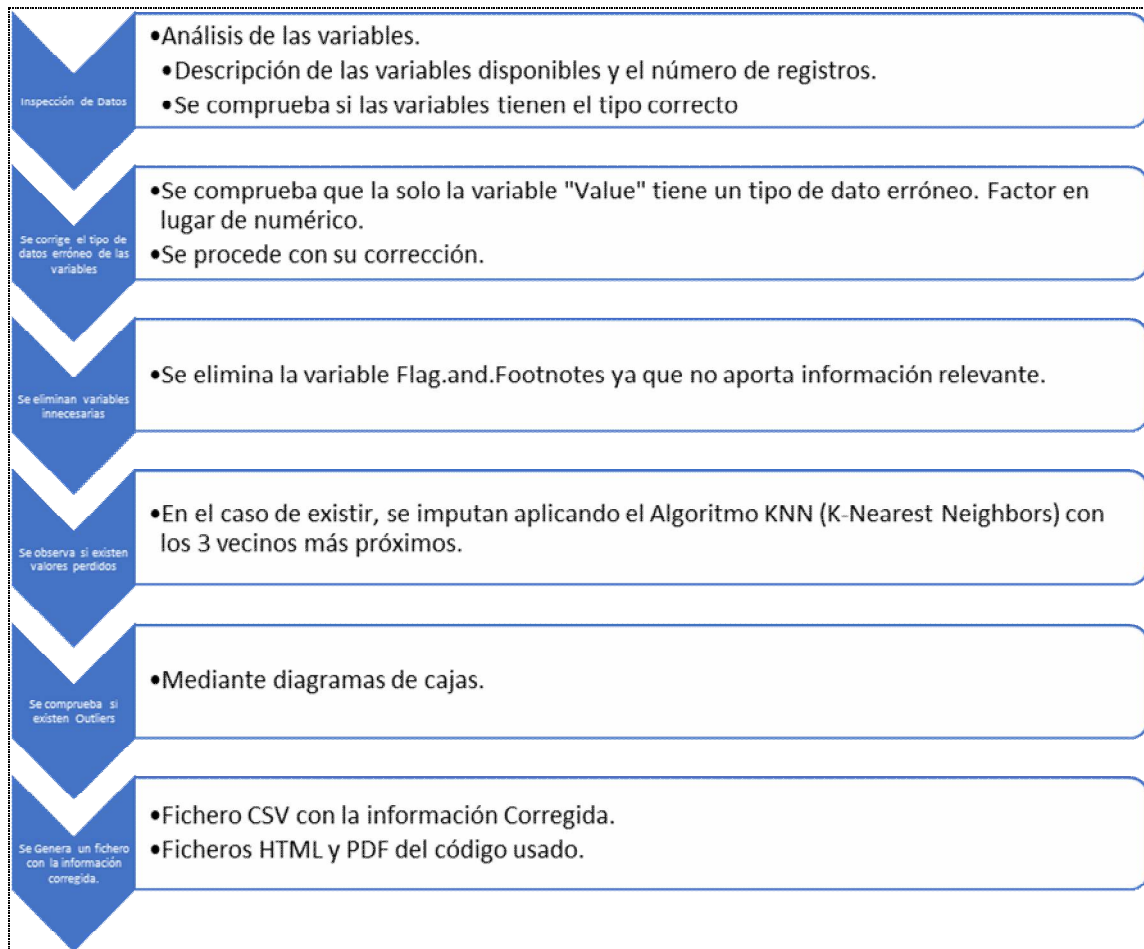 Inspección de Datos
•Análisis de las variables.
•Descripción de las variables disponibles y el número de registros.
•Se comprueba si las variables tienen el tipo correcto
Se corrige el tipo de
datos erróneo de las
variables
•Se comprueba que la solo la variable "Value" tiene un tipo de dato erróneo. Factor en
lugar de numérico.
•Se procede con su corrección.
Se eliminan variables
innecesarias
•Se elimina la variable Flag.and.Footnotes ya que no aporta información relevante.
Se observa si existen
valores perdidos
•En el caso de existir, se imputan aplicando el Algoritmo KNN (K-Nearest Neighbors) con
los 3 vecinos más próximos.
Se comprueba si
existen Outliers
•Mediante diagramas de cajas.
Se Genera un fichero
con la información
corregida.
•Fichero CSV con la información Corregida.
•Ficheros HTML y PDF del código usado.